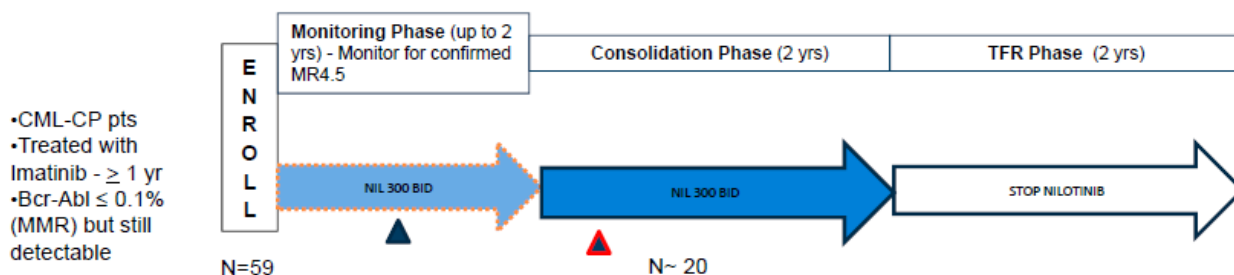 Monitoring Phase (up to 2
yrs) - Monitor for confirmed
MR4.5
Consolidation Phase (2 yrs)
TFR Phase (2 yrs)
E
N
R
O
L
L
•CML-CP pts
•Treated with
Imatinib - ≥ 1 yr
•Bcr-Abl ≤ 0.1%
(MMR) but still
detectable
NIL 300 BID
NIL 300 BID
STOP NILOTINIB
N=59
N~ 20